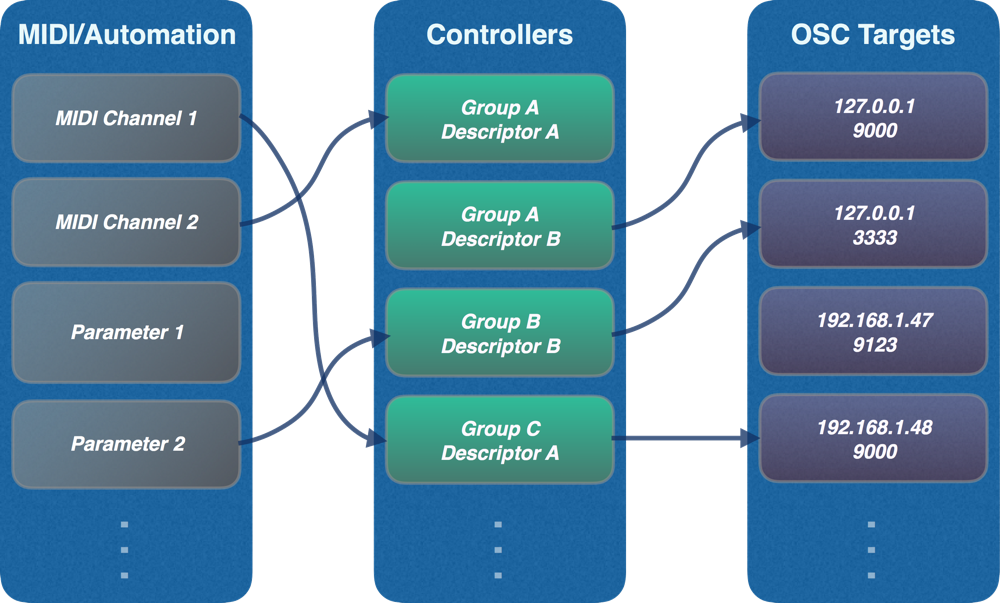 MIDI/Automation
MIDI Channel 1
MIDI Channel 2
Parameter 1
Parameter 2
Controllers
Group A
Descriptor A
Group A
Descriptor B
Group B
Descriptor B
Group C
Descriptor A
OSC Targets
127.0.0.1
9000
127.0.0.1
3333
192.168.1.47
9123
192.168.1.48
9000